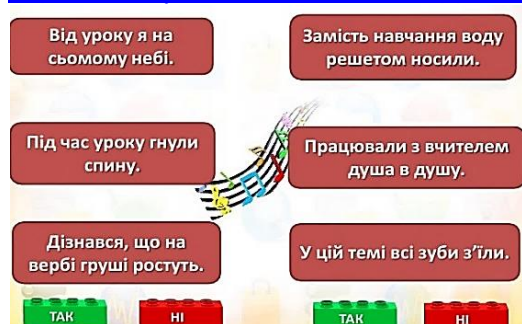 Від уроку я на
сьомому небі.
Замість навчання воду
решетом носили.
Під час уроку гнули
спину.
Працювали з вчителем
душа в душу.
Дізнався, що на
вербі груші ростуть.
У цій темі всі зуби з’їли.
ТАК
НІ
ТАК
НІ